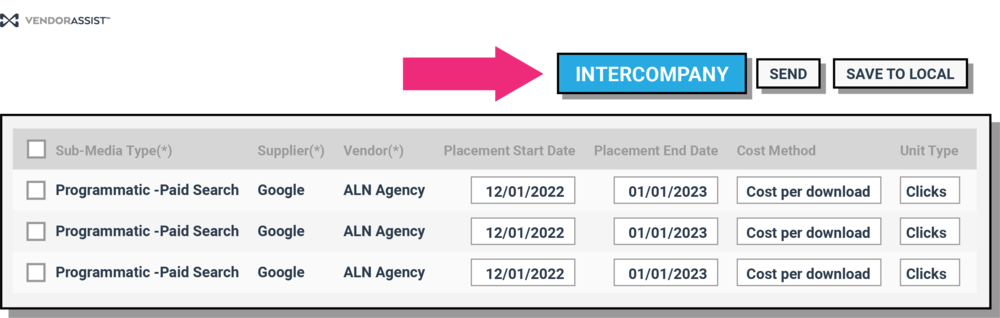 VENDORASSIST™
INTERCOMPANY SEND SAVE TO LOCAL
Sub-Media Type(*) Supplier(*) Vendor(*) Placement Start Date Placement End Date Cost Method Unit Type
Programmatic -Paid Search Google ALN Agency 12/01/2022 01/01/2023 Cost per download Clicks
Programmatic -Paid Search Google ALN Agency 12/01/2022 01/01/2023 Cost per download Clicks
Programmatic -Paid Search Google ALN Agency 12/01/2022 01/01/2023 Cost per download Clicks